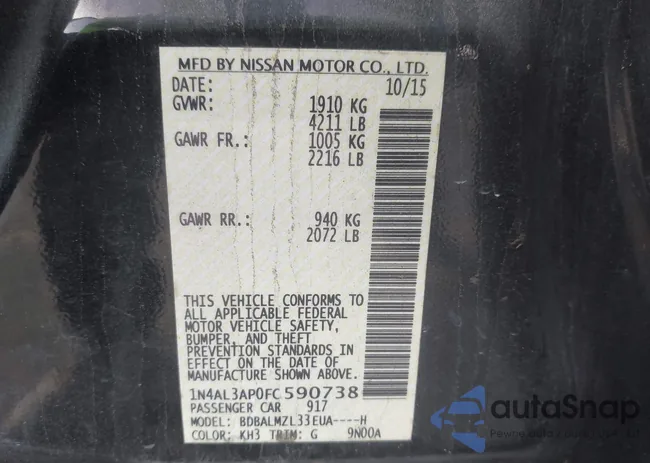 MFD BY NISSAN MOTOR CO., LTD.
DATE: 10/15
GVWR: 1910 KG
4211 LB
GAWR FR.: 1005 KG
2216 LB
GAWR RR.: 940 KG
2072 LB
THIS VEHICLE CONFORMS TO
ALL APPLICABLE FEDERAL
MOTOR VEHICLE SAFETY,
BUMPER, AND THEFT
PREVENTION STANDARDS IN
EFFECT ON THE DATE OF
MANUFACTURE SHOWN ABOVE.
1N4AL3AP0FC590738
PASSENGER CAR 917
MODEL: BDBALMZL33EUA----H
COLOR: KH3 TRIM: G 9N00A
autoSnap
Pewne auto z USA i